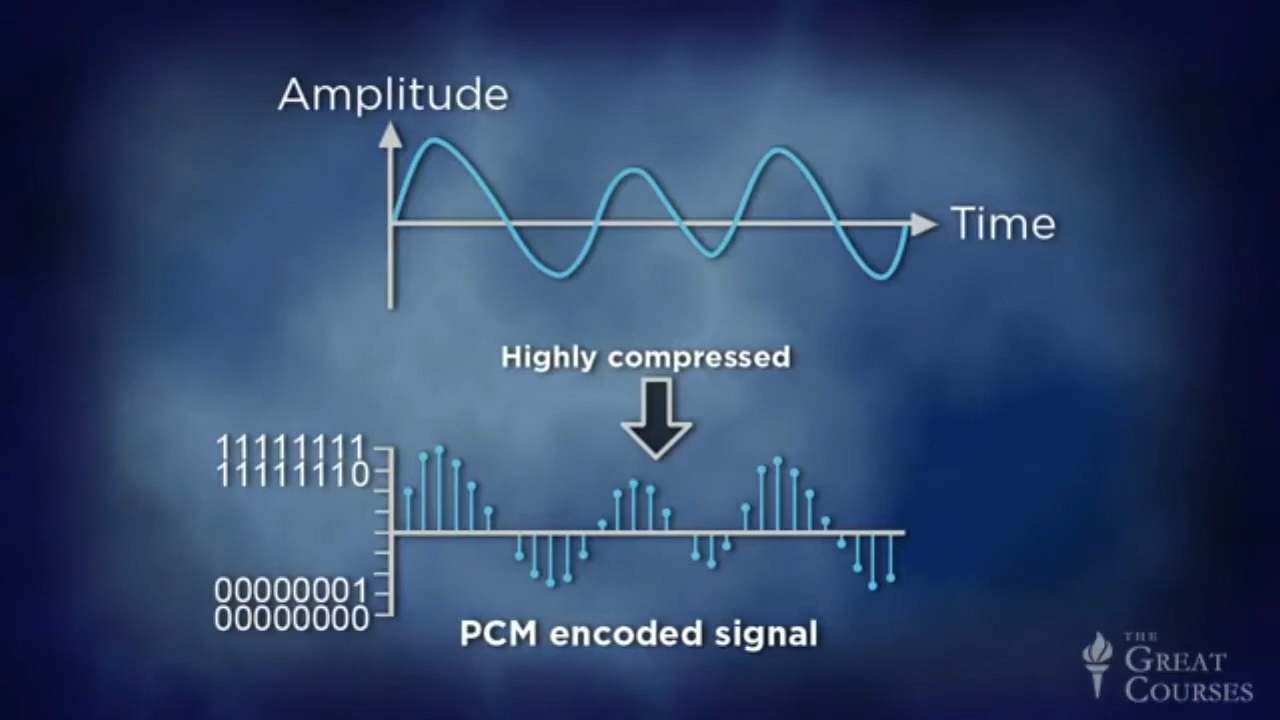 Amplitude
Time
Highly compressed
11111111
11111110
00000001
00000000
PCM encoded signal
THE
GREAT
COURSES